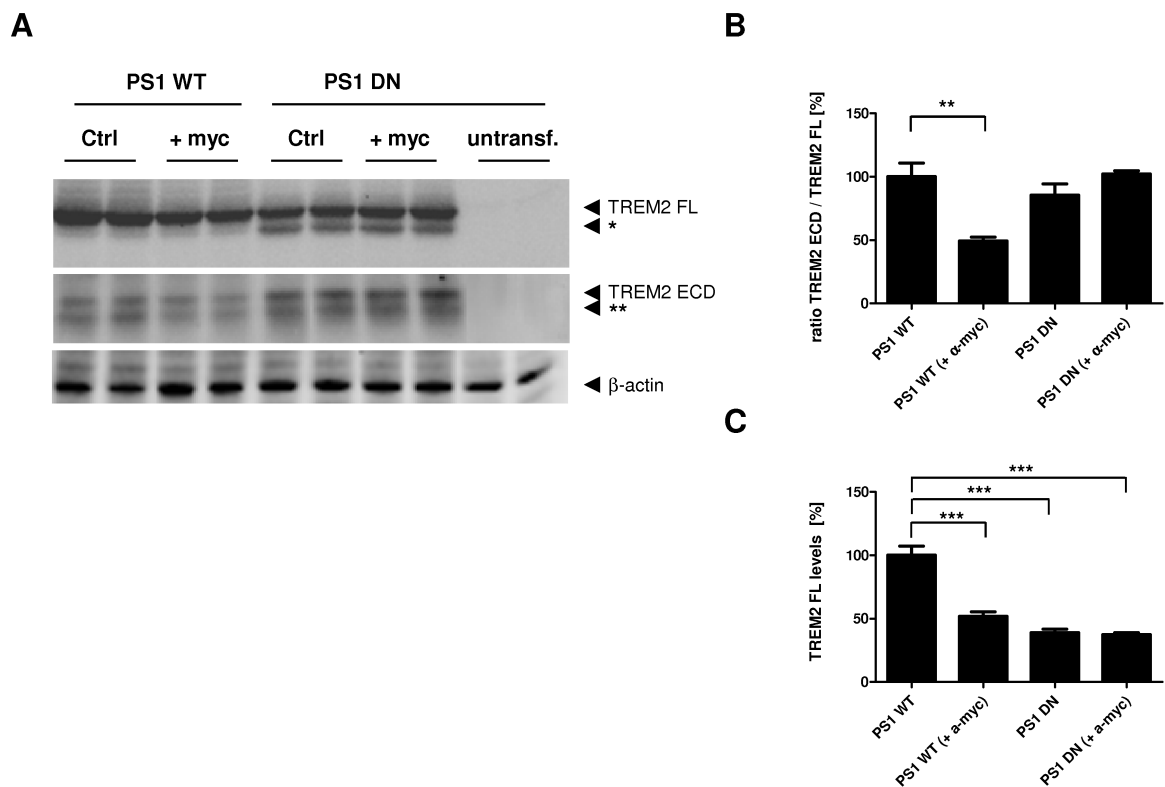 A
PS1 WT PS1 DN
Ctrl + myc Ctrl + myc untransf.
TREM2 FL
*
TREM2 ECD
**
β-actin
B
ratio TREM2 ECD / TREM2 FL [%]
150
100
50
0
**
PS1 WT
PS1 WT (+ α-myc)
PS1 DN
PS1 DN (+ α-myc)
C
TREM2 FL levels [%]
150
100
50
0
***
***
***
PS1 WT
PS1 WT (+ a-myc)
PS1 DN
PS1 DN (+ a-myc)